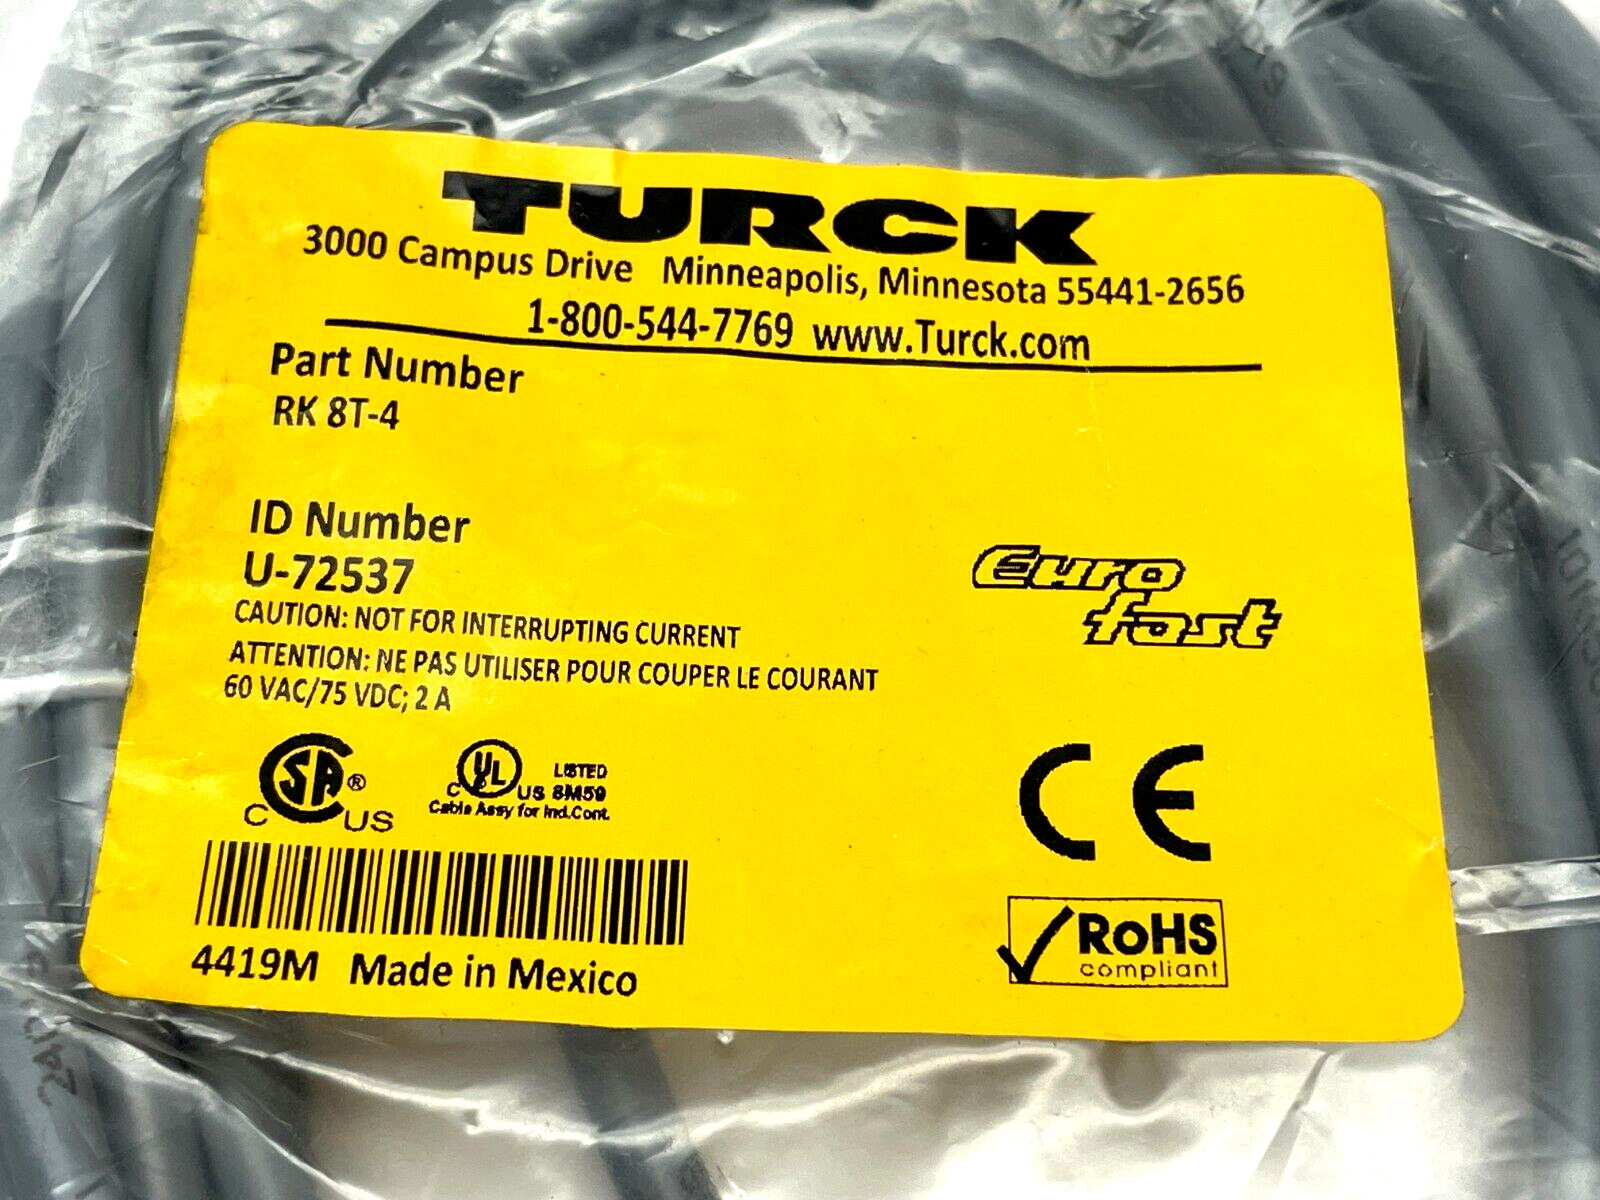 TURCK
3000 Campus Drive Minneapolis, Minnesota 55441-2656
1-800-544-7769 www.Turck.com
Part Number
RK 8T-4
ID Number
U-72537
Euro
fast
CAUTION: NOT FOR INTERRUPTING CURRENT
ATTENTION: NE PAS UTILISER POUR COUPER LE COURANT
60 VAC/75 VDC; 2 A
CSA®
C US
UL LISTED
C US 8M59
Cable Assy for Ind.Cont.
CE
RoHS
compliant
4419M Made in Mexico